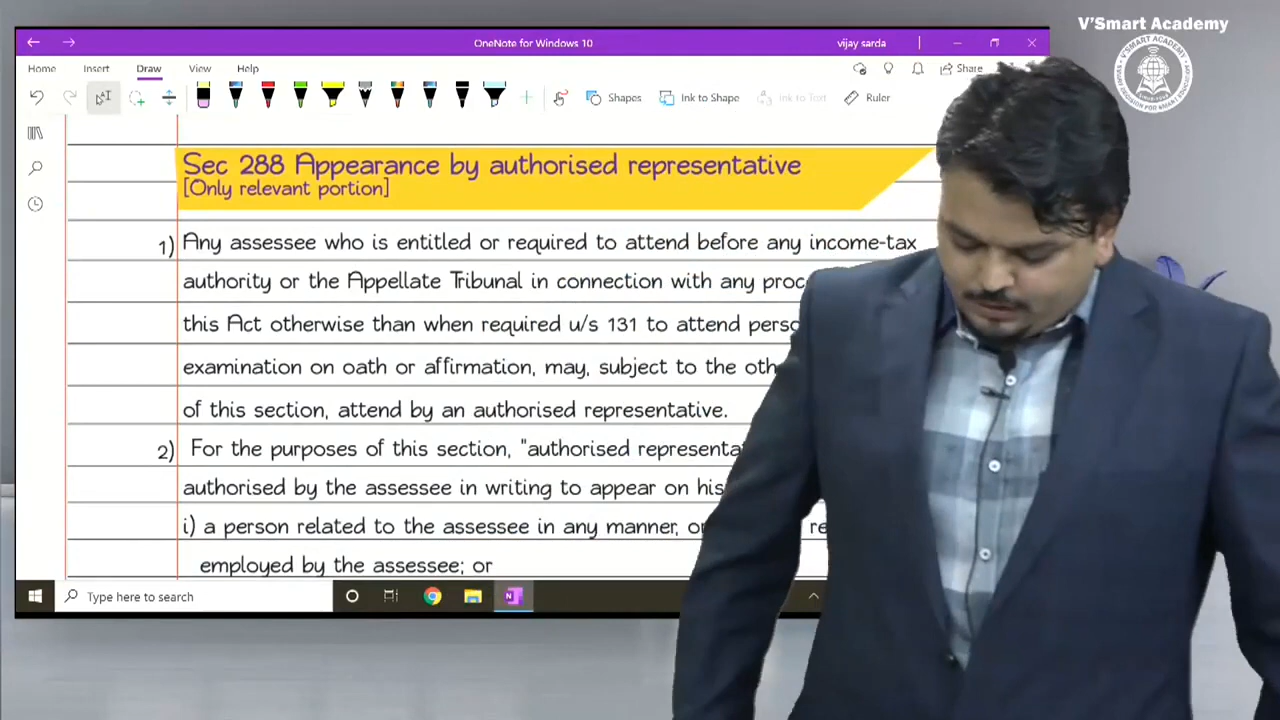 V'Smart Academy
OneNote for Windows 10
vijay sarda
Home Insert Draw View Help
Share
Shapes Ink to Shape Ink to Text Ruler
Sec 288 Appearance by authorised representative
[Only relevant portion]
1) Any assessee who is entitled or required to attend before any income-tax
authority or the Appellate Tribunal in connection with any proc
this Act otherwise than when required u/s 131 to attend perso
examination on oath or affirmation, may, subject to the oth
of this section, attend by an authorised representative.
2) For the purposes of this section, "authorised representa
authorised by the assessee in writing to appear on his
i) a person related to the assessee in any manner, or re
employed by the assessee; or
Type here to search